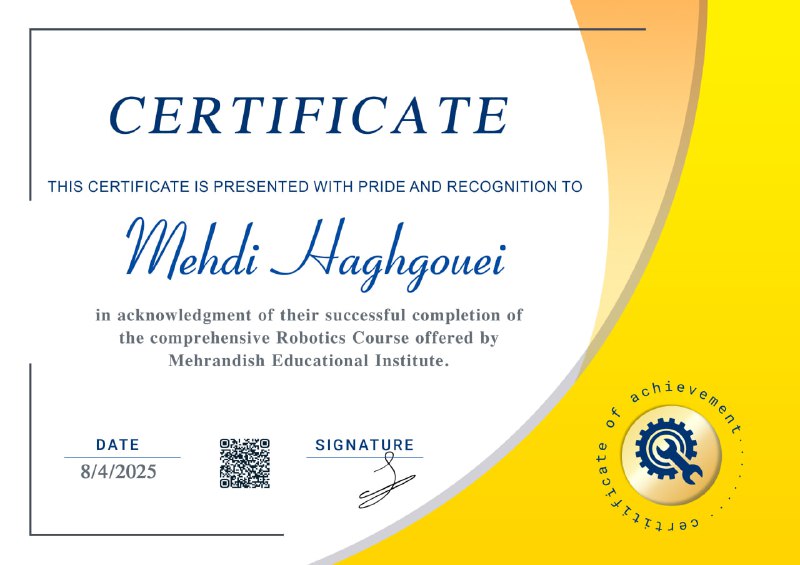 CERTIFICATE
THIS CERTIFICATE IS PRESENTED WITH PRIDE AND RECOGNITION TO
Mehdi Haghgouei
in acknowledgment of their successful completion of
the comprehensive Robotics Course offered by
Mehrandish Educational Institute.
DATE
8/4/2025
SIGNATURE
certificate of achievement........